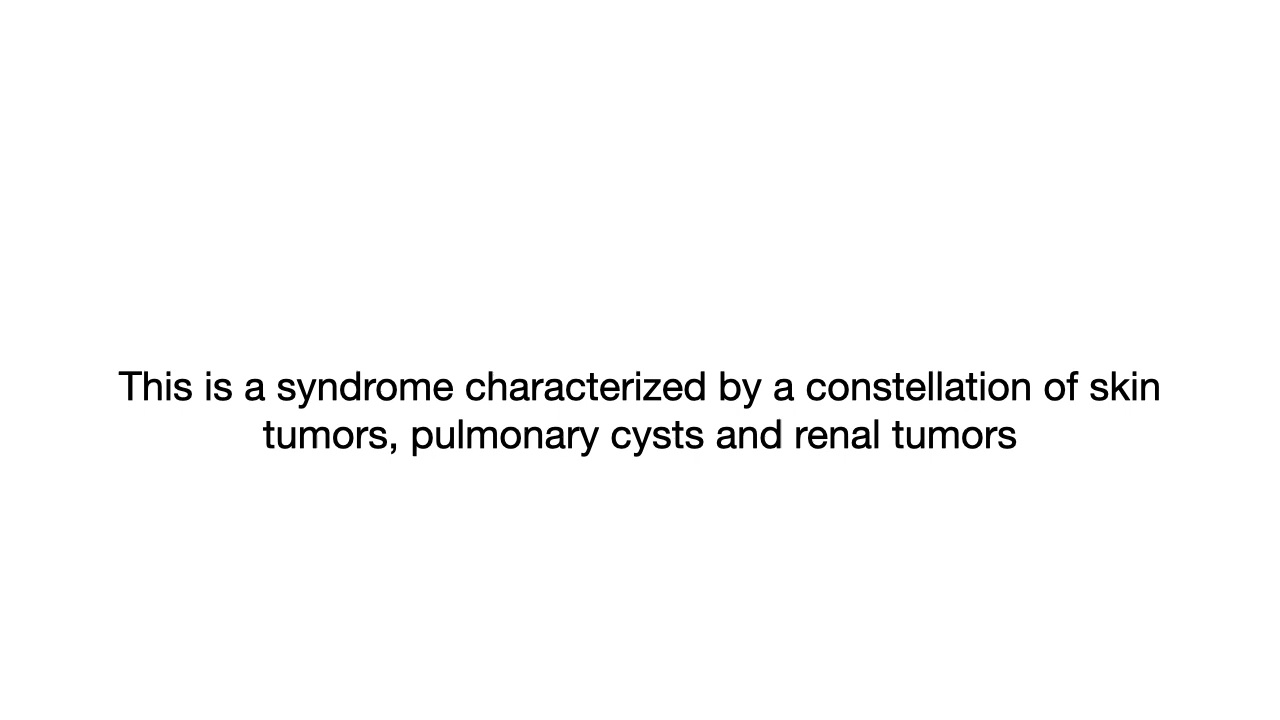 This is a syndrome characterized by a constellation of skin
tumors, pulmonary cysts and renal tumors